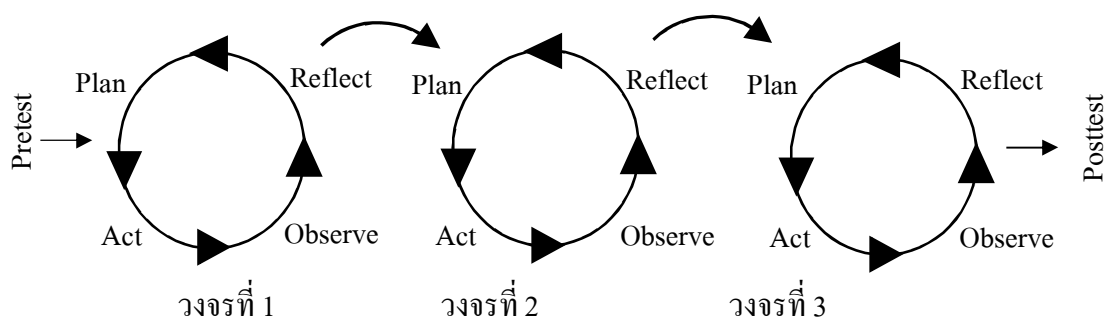 Pretest
Plan
Reflect
Act
Observe
วงจรที่ 1
Plan
Reflect
Act
Observe
วงจรที่ 2
Plan
Reflect
Act
Observe
วงจรที่ 3
Posttest